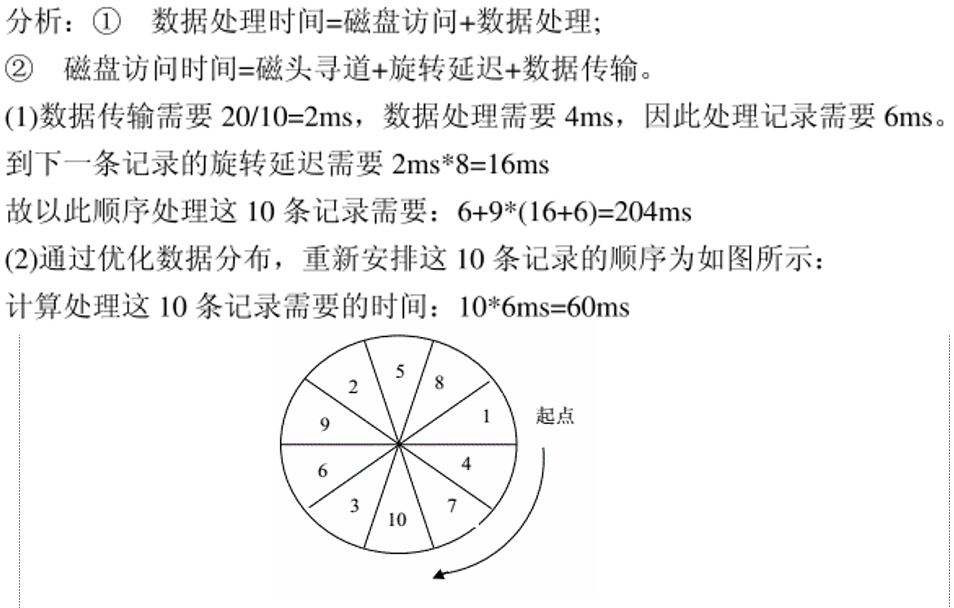 分析：① 数据处理时间=磁盘访问+数据处理;
② 磁盘访问时间=磁头寻道+旋转延迟+数据传输。
(1)数据传输需要 20/10=2ms，数据处理需要 4ms，因此处理记录需要 6ms。
到下一条记录的旋转延迟需要 2ms*8=16ms
故以此顺序处理这 10 条记录需要：6+9*(16+6)=204ms
(2)通过优化数据分布，重新安排这 10 条记录的顺序为如图所示：
计算处理这 10 条记录需要的时间：10*6ms=60ms
5
2
8
9
1
起点
6
4
3
7
10